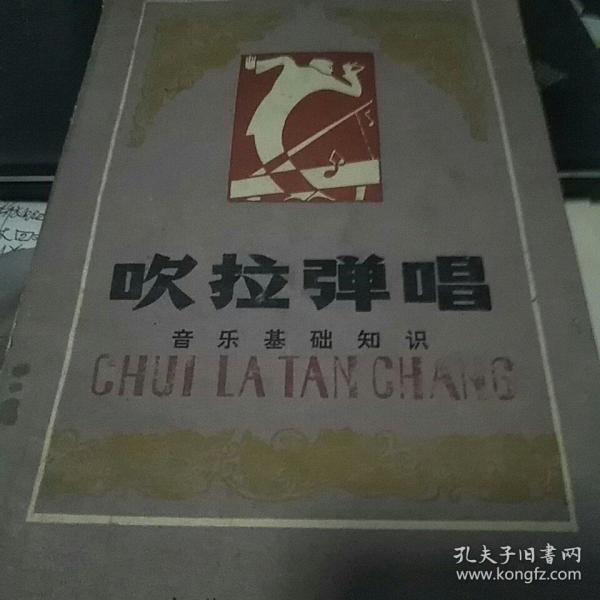 吹拉弹唱
音乐基础知识
CHUI LA TAN CHANG
孔夫子旧書网
www.kongfz.com